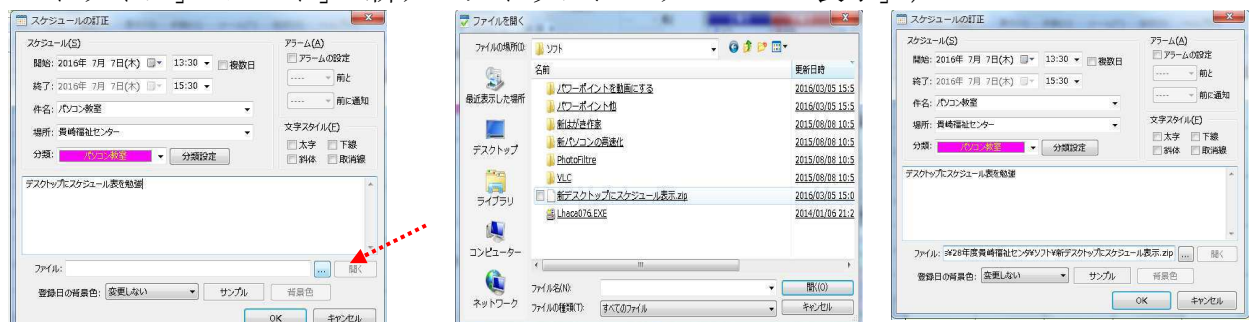 スケジュールの訂正
スケジュール(S)
開始: 2016年 7月 7日(木) 13:30 複数日
終了: 2016年 7月 7日(木) 15:30
件名: パソコン教室
場所: 貴崎福祉センター
分類: パソコン教室 分類設定
アラーム(A)
アラームの設定
---- 前と
---- 前に通知
文字スタイル(F)
太字 下線
斜体 取消線
デスクトップにスケジュール表を勉強
ファイル: ... 開く
登録日の背景色: 変更しない サンプル 背景色
OK キャンセル
ファイルを開く
ファイルの場所(I): ソフト
名前 更新日時
パワーポイントを動画にする 2016/03/05 15:5
パワーポイント他 2016/03/05 15:5
新はがき作家 2015/08/08 10:5
新パソコンの高速化 2015/08/08 10:5
PhotoFiltre 2015/08/08 10:5
VLC 2015/08/08 10:5
新デスクトップにスケジュール表示.zip 2016/03/05 15:0
Lhaca076.EXE 2014/01/06 21:2
最近表示した場所
デスクトップ
ライブラリ
コンピューター
ネットワーク
ファイル名(N): 開く(O)
ファイルの種類(T): すべてのファイル キャンセル
スケジュールの訂正
スケジュール(S)
開始: 2016年 7月 7日(木) 13:30 複数日
終了: 2016年 7月 7日(木) 15:30
件名: パソコン教室
場所: 貴崎福祉センター
分類: パソコン教室 分類設定
アラーム(A)
アラームの設定
---- 前と
---- 前に通知
文字スタイル(F)
太字 下線
斜体 取消線
デスクトップにスケジュール表を勉強
ファイル: s¥28年度貴崎福祉センタ¥ソフト¥新デスクトップにスケジュール表示.zip ... 開く
登録日の背景色: 変更しない サンプル 背景色
OK キャンセル